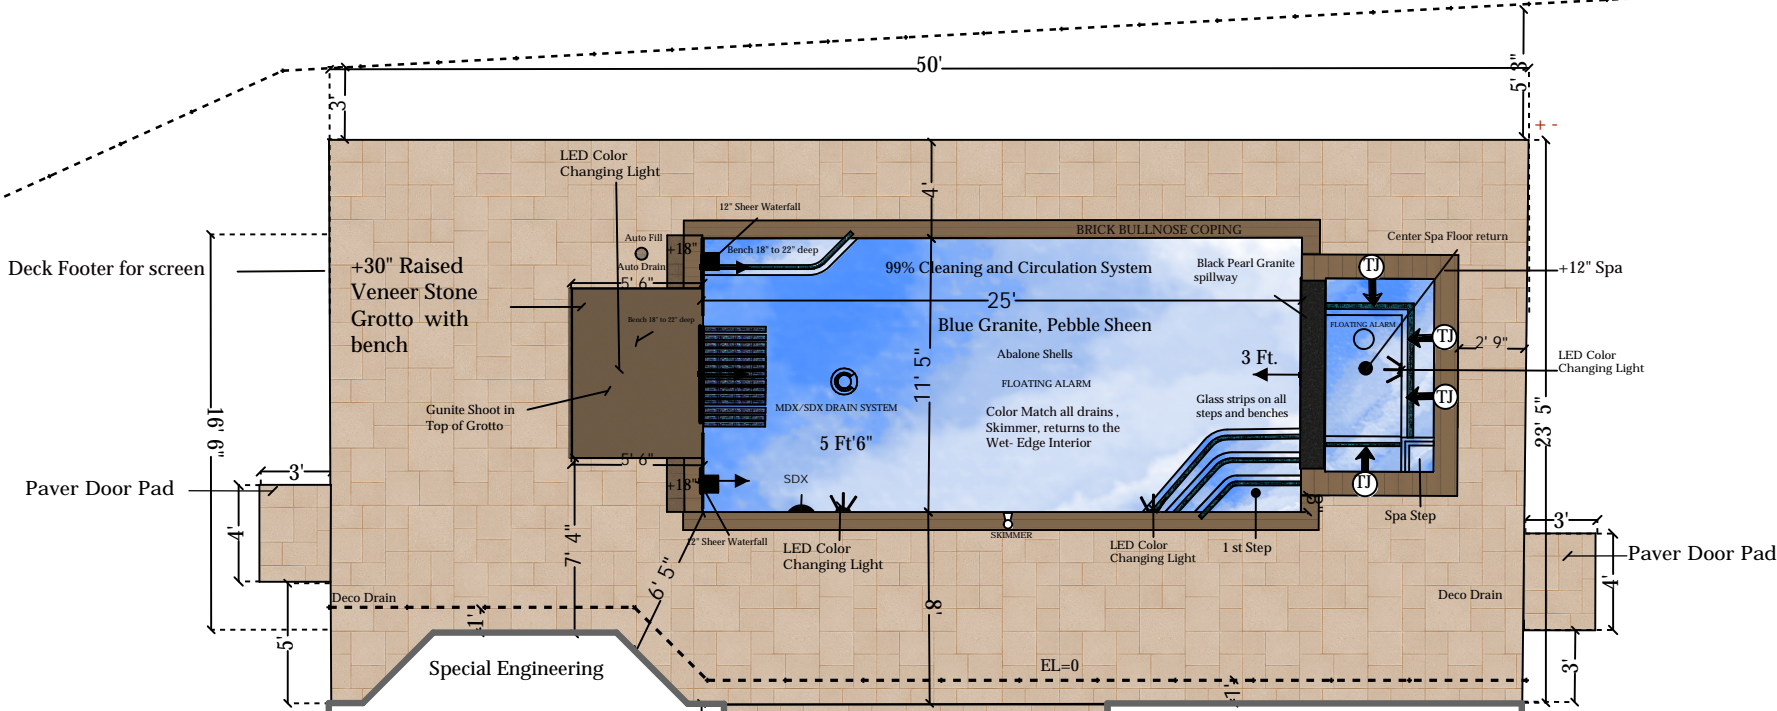 50'
5' 3"
3'
+ -
LED Color
Changing Light
4'
12" Sheer Waterfall
BRICK BULLNOSE COPING
Auto Fill
+18"
Bench 18" to 22" deep
Center Spa Floor return
Deck Footer for screen
+30" Raised
Veneer Stone
Grotto with
bench
Auto Drain
5' 6"
99% Cleaning and Circulation System
Black Pearl Granite
spillway
TJ
+12" Spa
25'
Bench 18" to 22" deep
Blue Granite, Pebble Sheen
FLOATING ALARM
TJ
2' 9"
Abalone Shells
3 Ft.
LED Color
Changing Light
11' 5"
FLOATING ALARM
Gunite Shoot in
Top of Grotto
MDX/SDX DRAIN SYSTEM
Color Match all drains ,
Skimmer, returns to the
Wet- Edge Interior
Glass strips on all
steps and benches
TJ
16' 9"
23' 5"
5 Ft'6"
5' 6"
3'
Paver Door Pad
+18"
SDX
TJ
8"
Spa Step
4'
7' 4"
12" Sheer Waterfall
LED Color
Changing Light
SKIMMER
LED Color
Changing Light
1 st Step
3'
Paver Door Pad
6' 5"
4'
Deco Drain
8'
Deco Drain
1'
5'
Special Engineering
EL=0
3'
1'